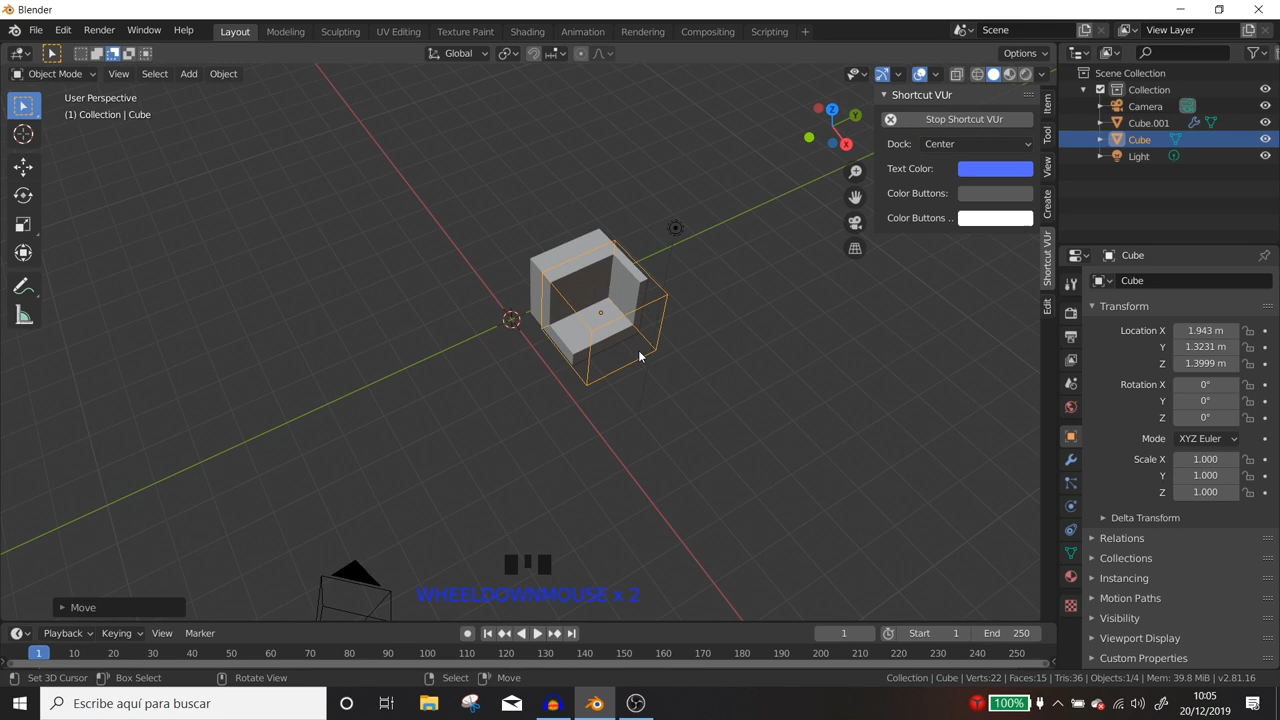 Blender
File Edit Render Window Help
Layout Modeling Sculpting UV Editing Texture Paint Shading Animation Rendering Compositing Scripting +
Scene
View Layer
Global
Options
Object Mode View Select Add Object
User Perspective
(1) Collection | Cube
Z
Y
X
Shortcut VUr
Stop Shortcut VUr
Dock: Center
Text Color:
Color Buttons:
Color Buttons ..
Item
Tool
View
Create
Shortcut VUr
Edit
Scene Collection
Collection
Camera
Cube.001
Cube
Light
Cube
Cube
Transform
Location X 1.943 m
Y 1.3231 m
Z 1.3999 m
Rotation X 0°
Y 0°
Z 0°
Mode XYZ Euler
Scale X 1.000
Y 1.000
Z 1.000
Delta Transform
Relations
Collections
Instancing
Motion Paths
Visibility
Viewport Display
Custom Properties
WHEELDOWNMOUSE x 2
Move
Playback Keying View Marker
1
Start 1 End 250
1 10 20 30 40 50 60 70 80 90 100 110 120 130 140 150 160 170 180 190 200 210 220 230 240 250
Set 3D Cursor Box Select Rotate View Select Move
Collection | Cube | Verts:22 | Faces:15 | Tris:36 | Objects:1/4 | Mem: 39.8 MiB | v2.81.16
Escribe aquí para buscar
100%
10:05
20/12/2019